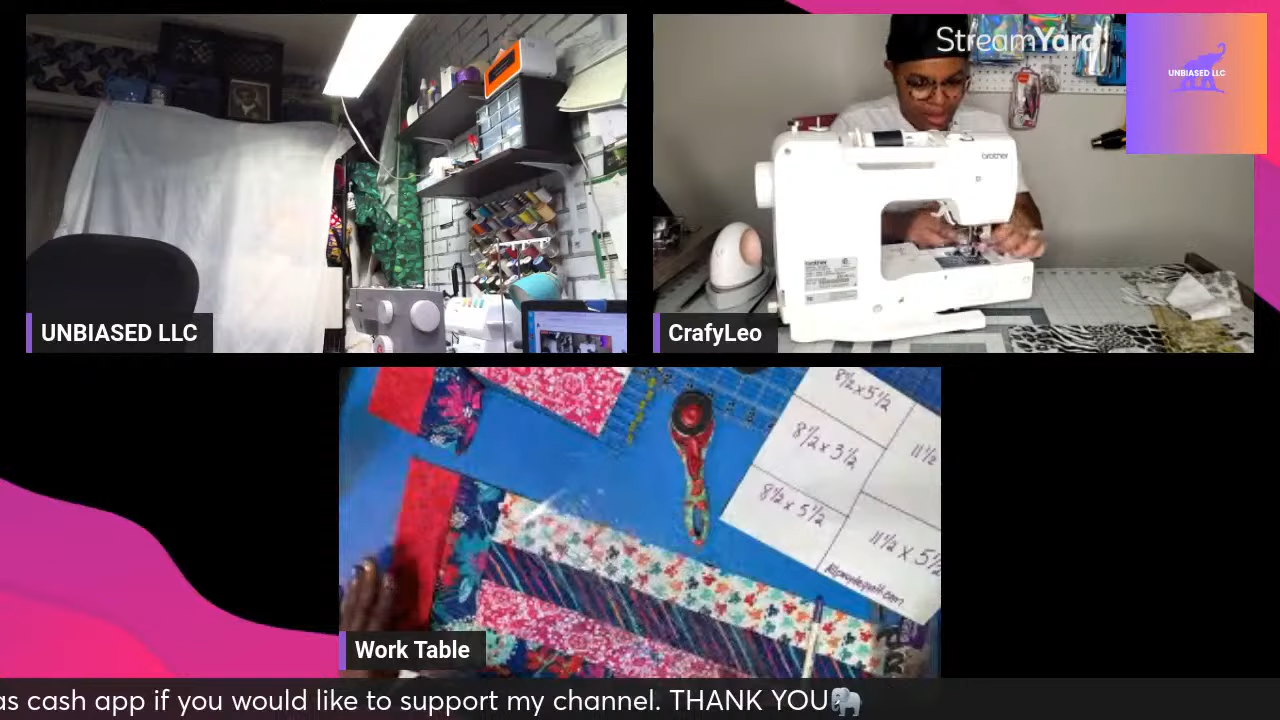 StreamYard
UNBIASED LLC
brother
brother
UNBIASED LLC
CrafyLeo
8½ x 5½
8½ x 3½
11½
8½ x 5½
11½ x 5½
Work Table
as cash app if you would like to support my channel. THANK YOU🐘